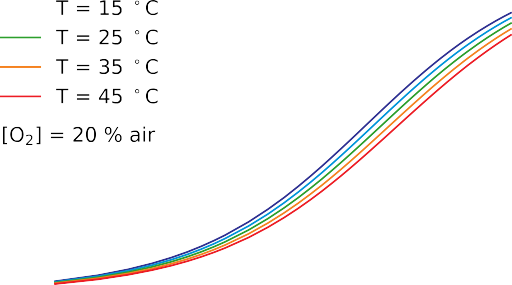 T = 15 °C
T = 25 °C
T = 35 °C
T = 45 °C
[O₂] = 20 % air